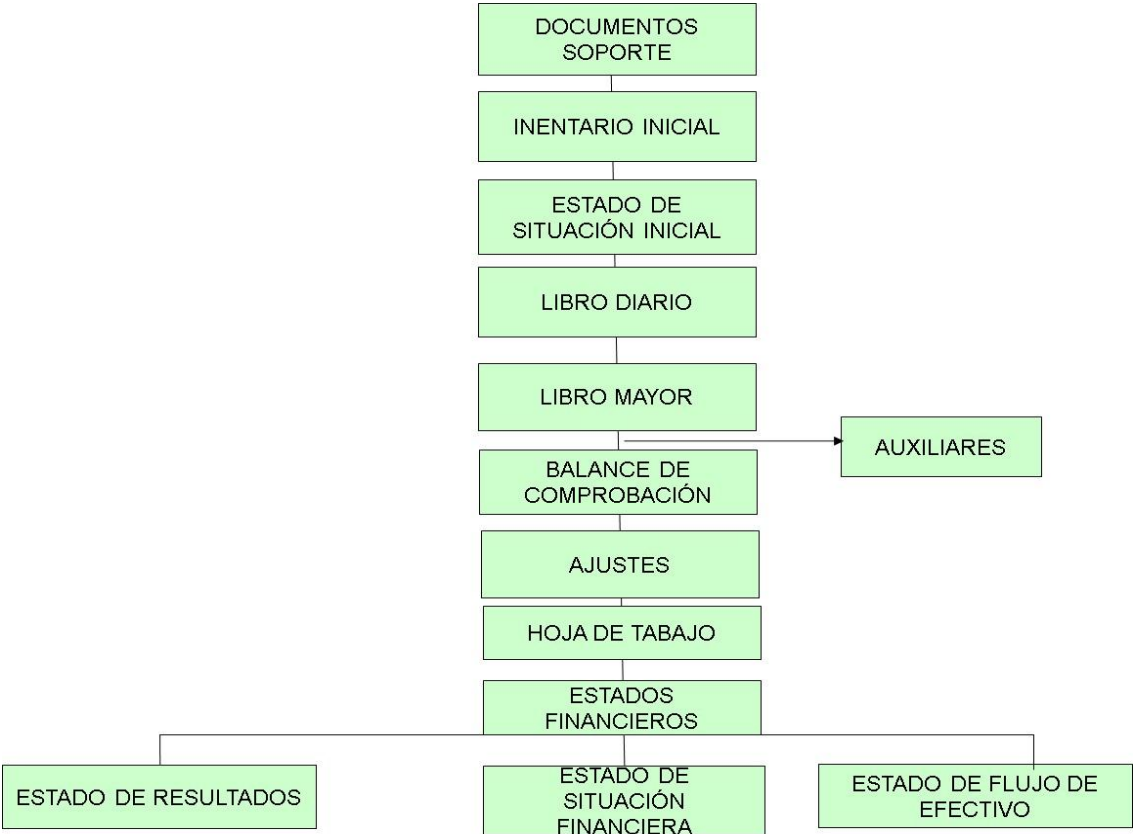 DOCUMENTOS
SOPORTE
INENTARIO INICIAL
ESTADO DE
SITUACIÓN INICIAL
LIBRO DIARIO
LIBRO MAYOR
AUXILIARES
BALANCE DE
COMPROBACIÓN
AJUSTES
HOJA DE TABAJO
ESTADOS
FINANCIEROS
ESTADO DE RESULTADOS
ESTADO DE
SITUACIÓN
FINANCIERA
ESTADO DE FLUJO DE
EFECTIVO